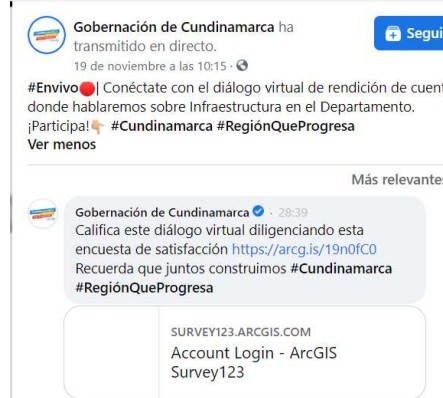 Gobernación de Cundinamarca ha
transmitido en directo.
19 de noviembre a las 10:15 ·
Segui
#Envivo🔴| Conéctate con el diálogo virtual de rendición de cuent
donde hablaremos sobre Infraestructura en el Departamento.
¡Participa!👇🏼 #Cundinamarca #RegiónQueProgresa
Ver menos
Más relevantes
Gobernación de Cundinamarca · 28:39
Califica este diálogo virtual diligenciando esta
encuesta de satisfacción https://arcg.is/19n0fC0
Recuerda que juntos construimos #Cundinamarca
#RegiónQueProgresa
SURVEY123.ARCGIS.COM
Account Login - ArcGIS
Survey123